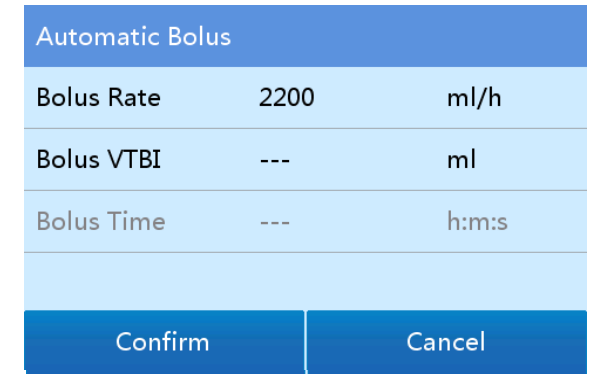 Automatic Bolus
Bolus Rate 2200 ml/h
Bolus VTBI --- ml
Bolus Time --- h:m:s
Confirm Cancel